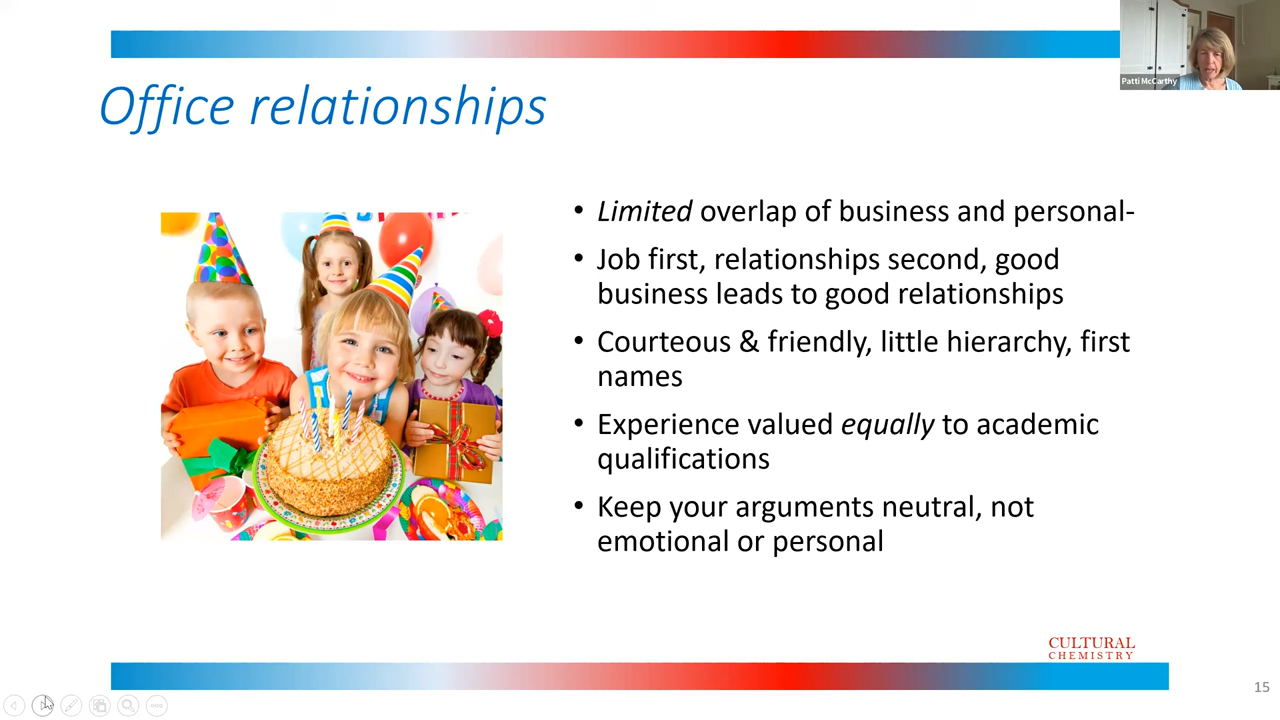 Patti McCarthy
Office relationships
• Limited overlap of business and personal-
• Job first, relationships second, good
business leads to good relationships
• Courteous & friendly, little hierarchy, first
names
• Experience valued equally to academic
qualifications
• Keep your arguments neutral, not
emotional or personal
CULTURAL
CHEMISTRY
15